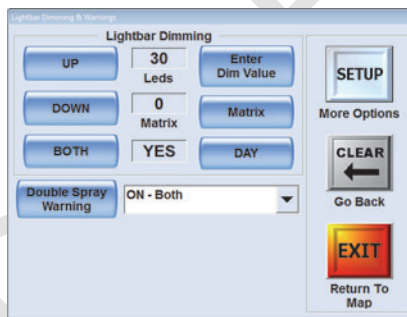 Lightbar Dimming & Warnings
Lightbar Dimming
UP
30
Leds
Enter
Dim Value
DOWN
0
Matrix
Matrix
BOTH
YES
DAY
Double Spray
Warning
ON - Both
SETUP
More Options
CLEAR
Go Back
EXIT
Return To
Map